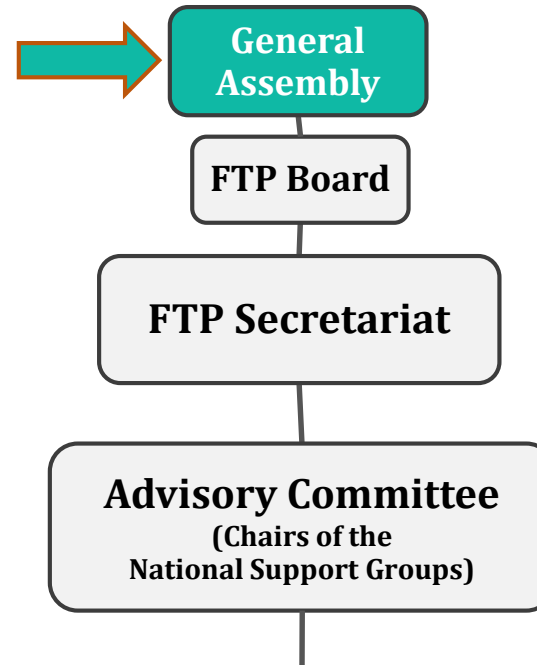 General
Assembly
FTP Board
FTP Secretariat
Advisory Committee
(Chairs of the
National Support Groups)